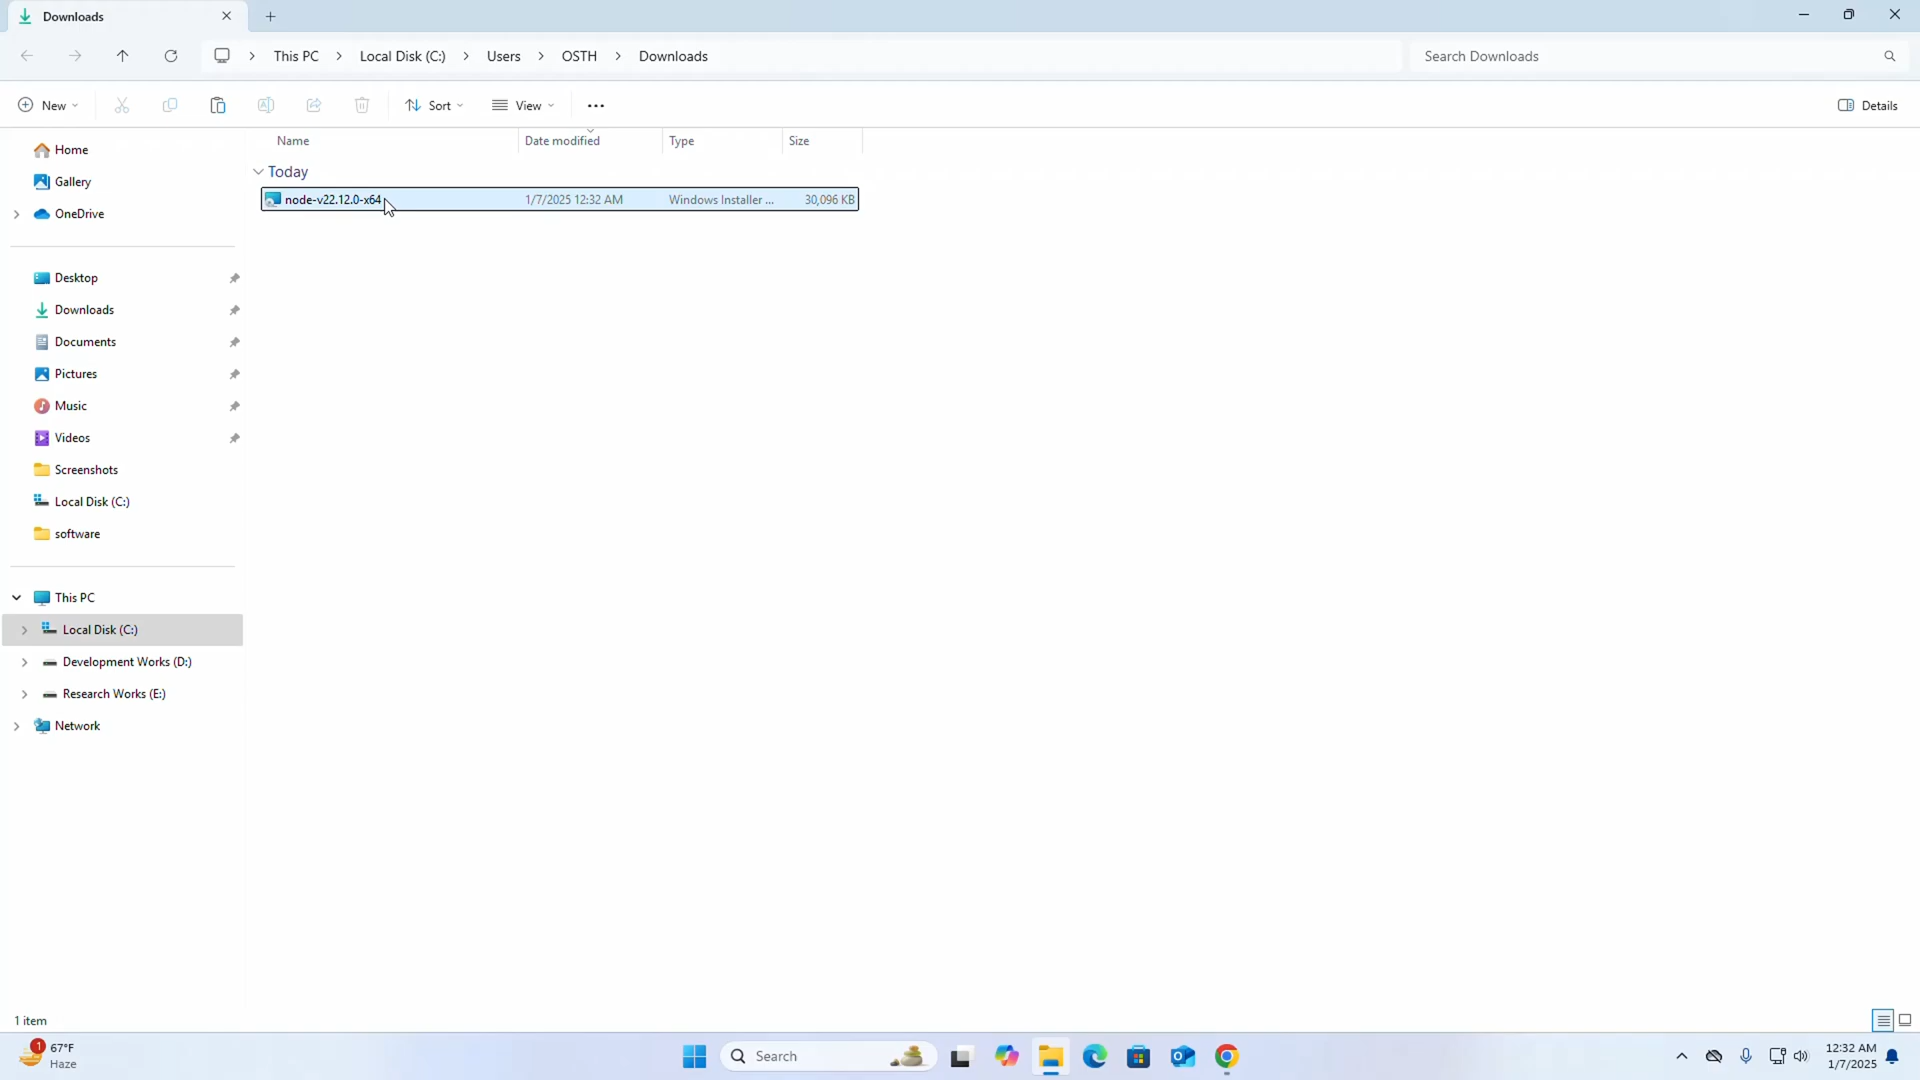 Downloads
This PC > Local Disk (C:) > Users > OSTH > Downloads
Search Downloads
New
Sort
View
Details
Name Date modified Type Size
Today
node-v22.12.0-x64 1/7/2025 12:32 AM Windows Installer ... 30,096 KB
Home
Gallery
OneDrive
Desktop
Downloads
Documents
Pictures
Music
Videos
Screenshots
Local Disk (C:)
software
This PC
Local Disk (C:)
Development Works (D:)
Research Works (E:)
Network
1 item
1
67°F
Haze
Search
12:32 AM
1/7/2025